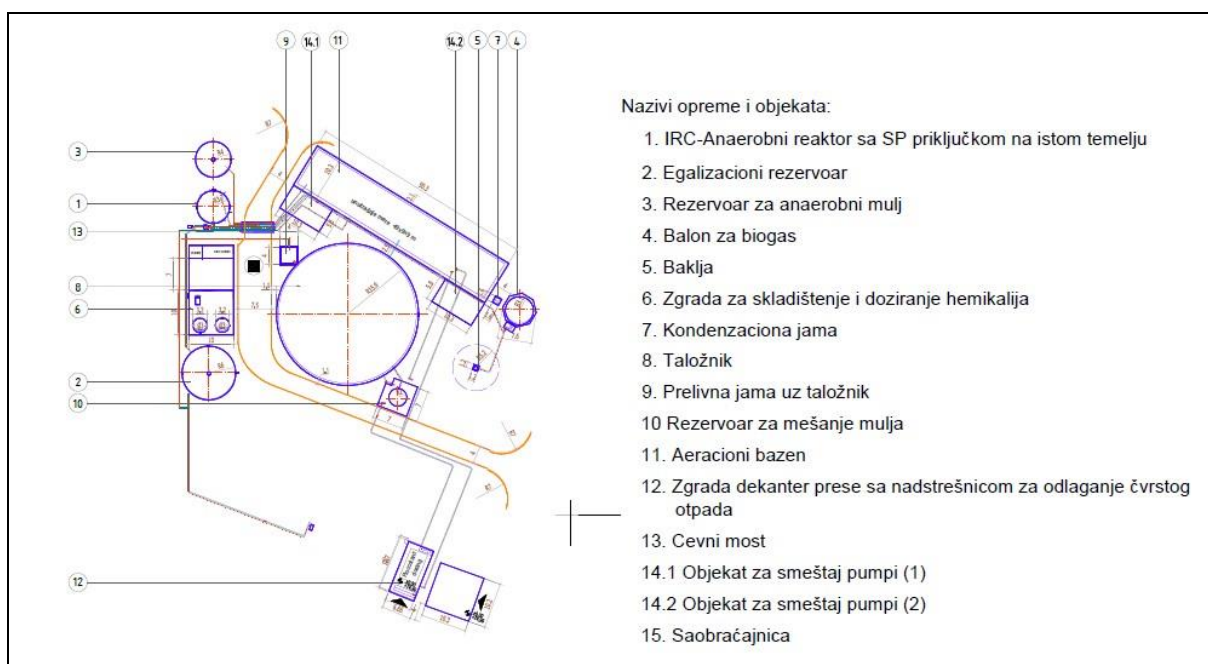 9
14.1
11
14.2
5
7
4
3
1
13
8
6
2
10
12
Nazivi opreme i objekata:
1. IRC-Anaerobni reaktor sa SP priključkom na istom temelju
2. Egalizacioni rezervoar
3. Rezervoar za anaerobni mulj
4. Balon za biogas
5. Baklja
6. Zgrada za skladištenje i doziranje hemikalija
7. Kondenzaciona jama
8. Taložnik
9. Prelivna jama uz taložnik
10 Rezervoar za mešanje mulja
11. Aeracioni bazen
12. Zgrada dekanter prese sa nadstrešnicom za odlaganje čvrstog
otpada
13. Cevni most
14.1 Objekat za smeštaj pumpi (1)
14.2 Objekat za smeštaj pumpi (2)
15. Saobraćajnica